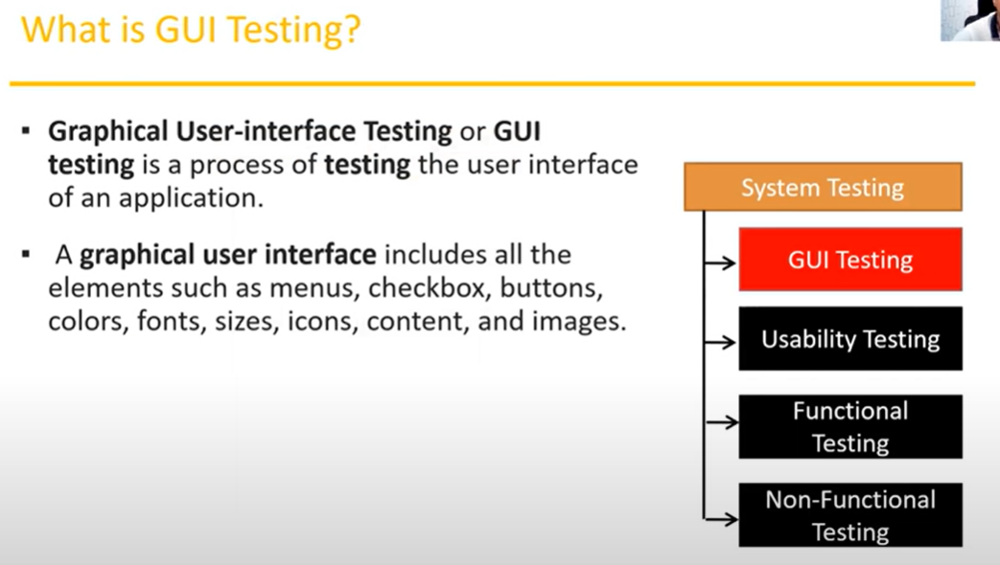 What is GUI Testing?
▪ Graphical User-interface Testing or GUI
testing is a process of testing the user interface
of an application.
▪ A graphical user interface includes all the
elements such as menus, checkbox, buttons,
colors, fonts, sizes, icons, content, and images.
System Testing
GUI Testing
Usability Testing
Functional
Testing
Non-Functional
Testing